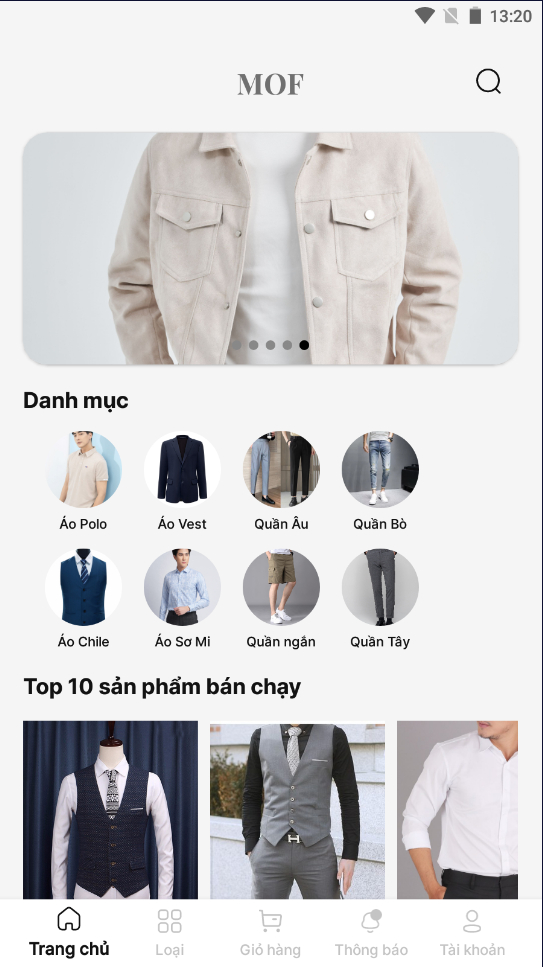 13:20
MOF
Danh mục
Áo Polo
Áo Vest
Quần Âu
Quần Bò
Áo Chile
Áo Sơ Mi
Quần ngắn
Quần Tây
Top 10 sản phẩm bán chạy
Trang chủ
Loại
Giỏ hàng
Thông báo
Tài khoản